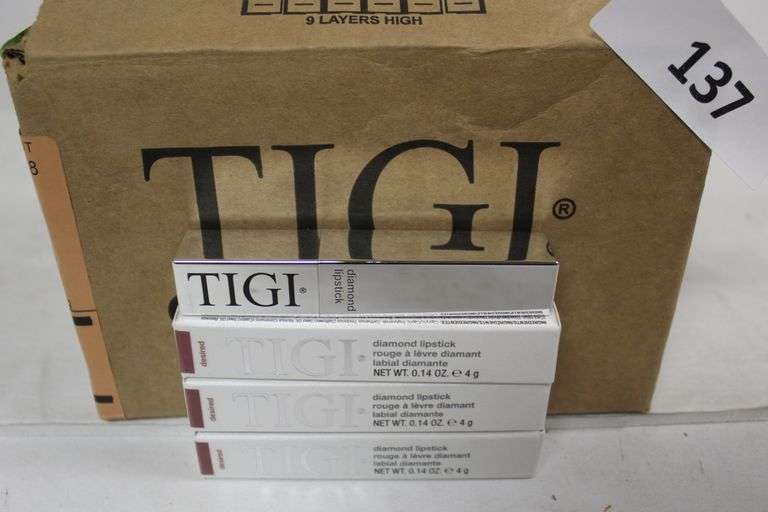 9 LAYERS HIGH
137
T
B
TIGI®
TIGI®
diamond
lipstick
desired
TIGI®
diamond lipstick
rouge à lèvre diamant
labial diamante
NET WT. 0.14 OZ. ℮ 4 g
desired
TIGI®
diamond lipstick
rouge à lèvre diamant
labial diamante
NET WT. 0.14 OZ. ℮ 4 g
desired
TIGI
diamond lipstick
rouge à lèvre diamant
labial diamante
NET WT. 0.14 OZ. ℮ 4 g